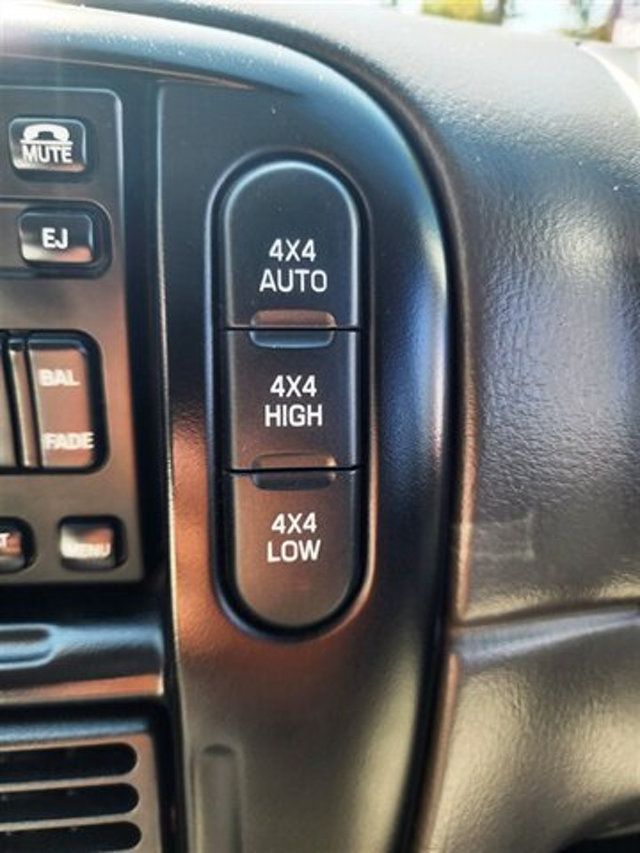 MUTE
EJ
BAL
FADE
MENU
4X4
AUTO
4X4
HIGH
4X4
LOW